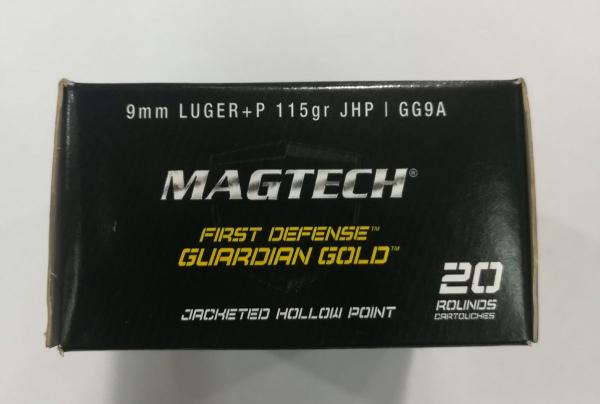 9mm LUGER+P 115gr JHP | GG9A
MAGTECH®
FIRST DEFENSE™
GUARDIAN GOLD™
20
ROUNDS
CARTOUCHES
JACKETED HOLLOW POINT